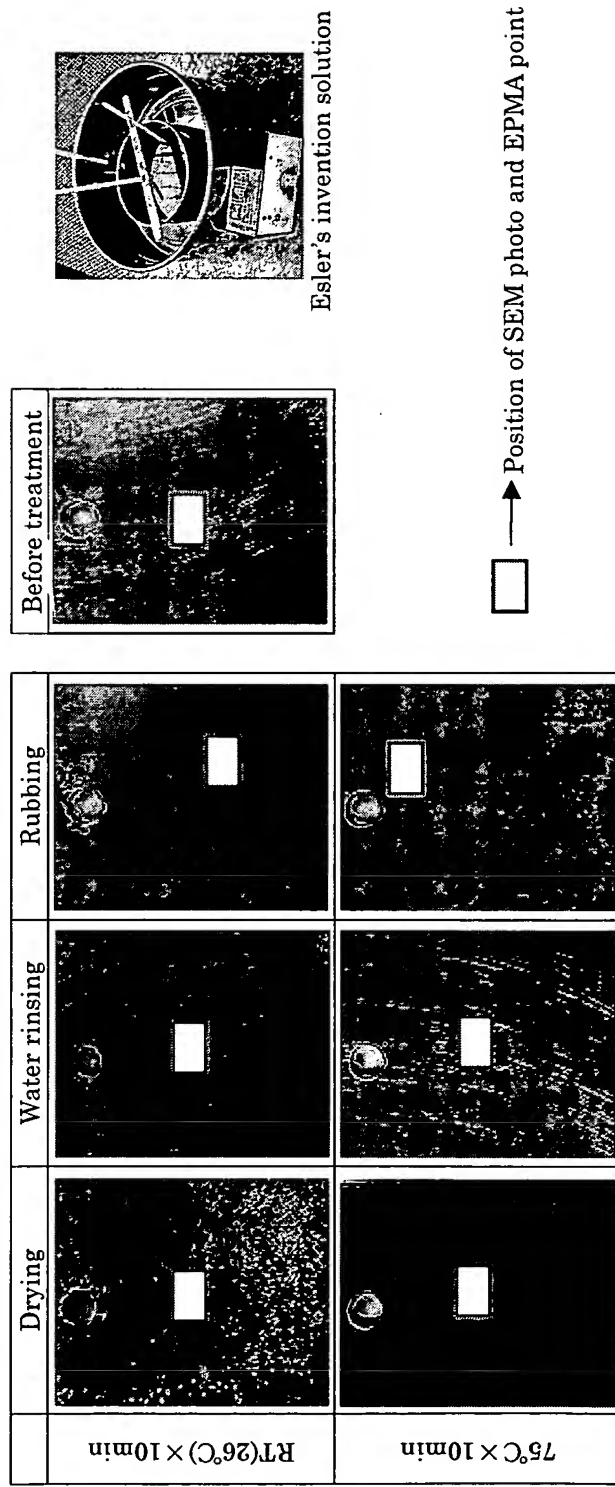 Drying
Water rinsing
Rubbing
Before treatment
RT(26°C)×10min
75°C×10min
Esler's invention solution
Position of SEM photo and EPMA point